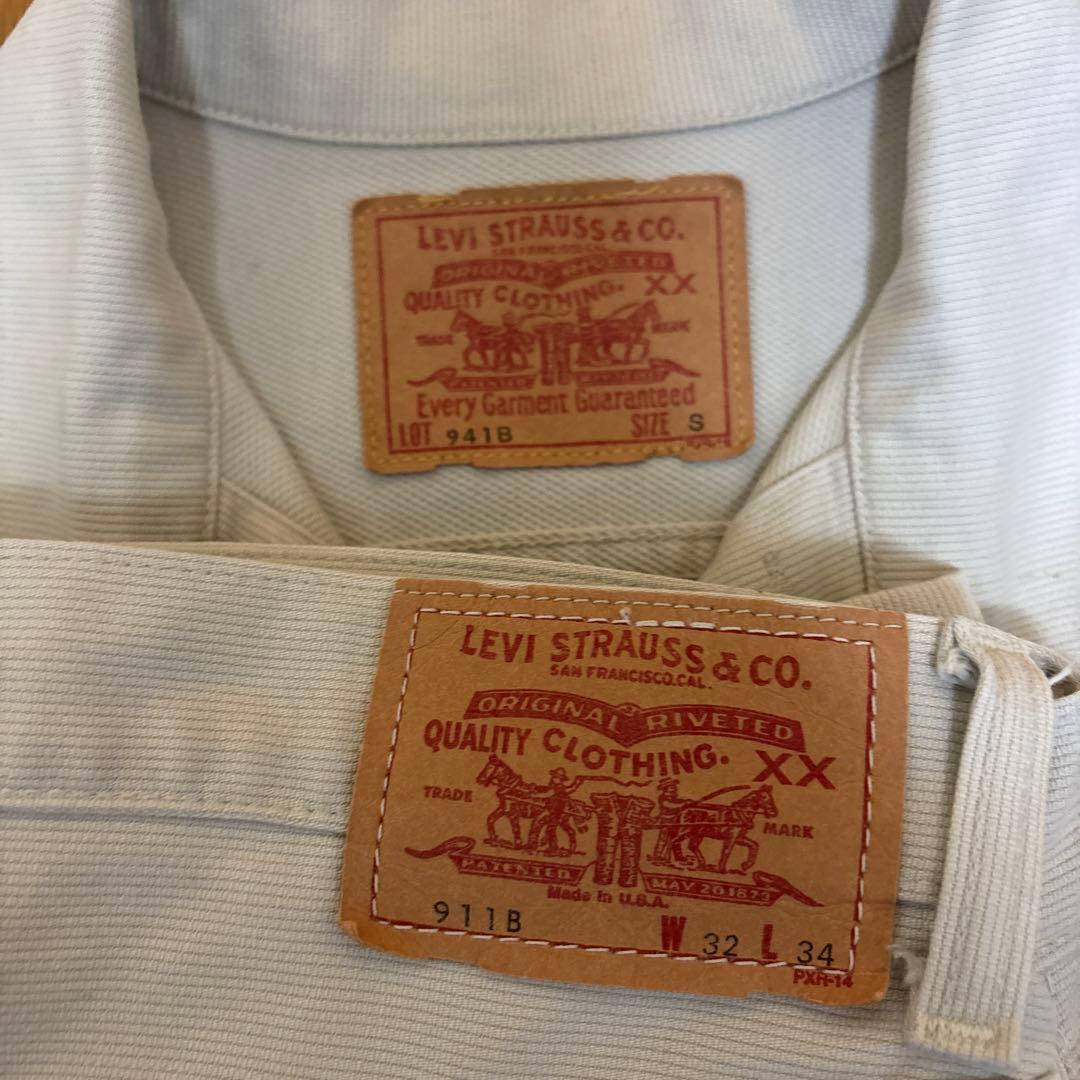 LEVI STRAUSS & CO.
SAN FRANCISCO, CAL.
ORIGINAL RIVETED
QUALITY CLOTHING. XX
TRADE MARK
PATENTED
Every Garment Guaranteed
LOT 941B SIZE S
LEVI STRAUSS & CO.
SAN FRANCISCO.CAL.
ORIGINAL RIVETED
QUALITY CLOTHING. XX
TRADE MARK
PATENTED MAY 20 1873
Made in U.S.A.
911B W 32 L 34
PXH-14